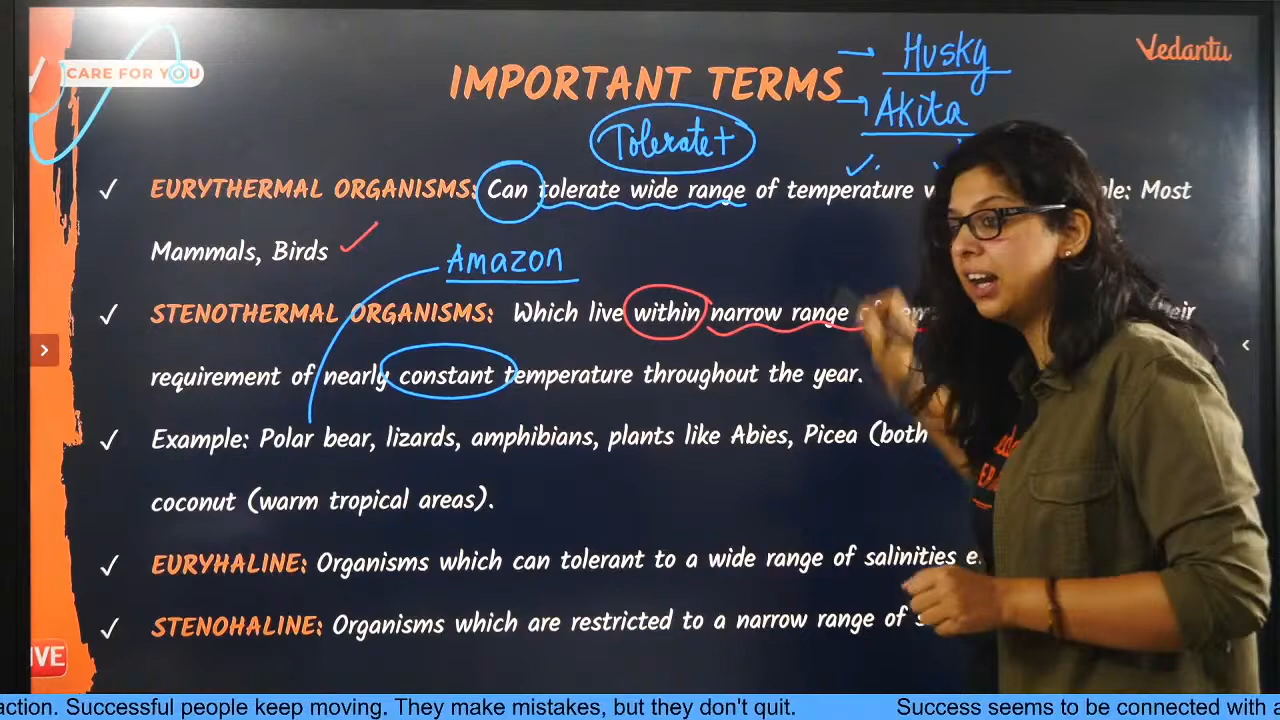 Vedantu
CARE FOR YOU
IMPORTANT TERMS
→ Husky
→ Akita
Tolerate+
✓ EURYTHERMAL ORGANISMS: Can tolerate wide range of temperature Most
Mammals, Birds
Amazon
✓ STENOTHERMAL ORGANISMS: Which live within narrow range of
requirement of nearly constant temperature throughout the year.
✓ Example: Polar bear, lizards, amphibians, plants like Abies, Picea (both
coconut (warm tropical areas).
✓ EURYHALINE: Organisms which can tolerant to a wide range of salinities
✓ STENOHALINE: Organisms which are restricted to a narrow range of
action. Successful people keep moving. They make mistakes, but they don't quit. Success seems to be connected with a